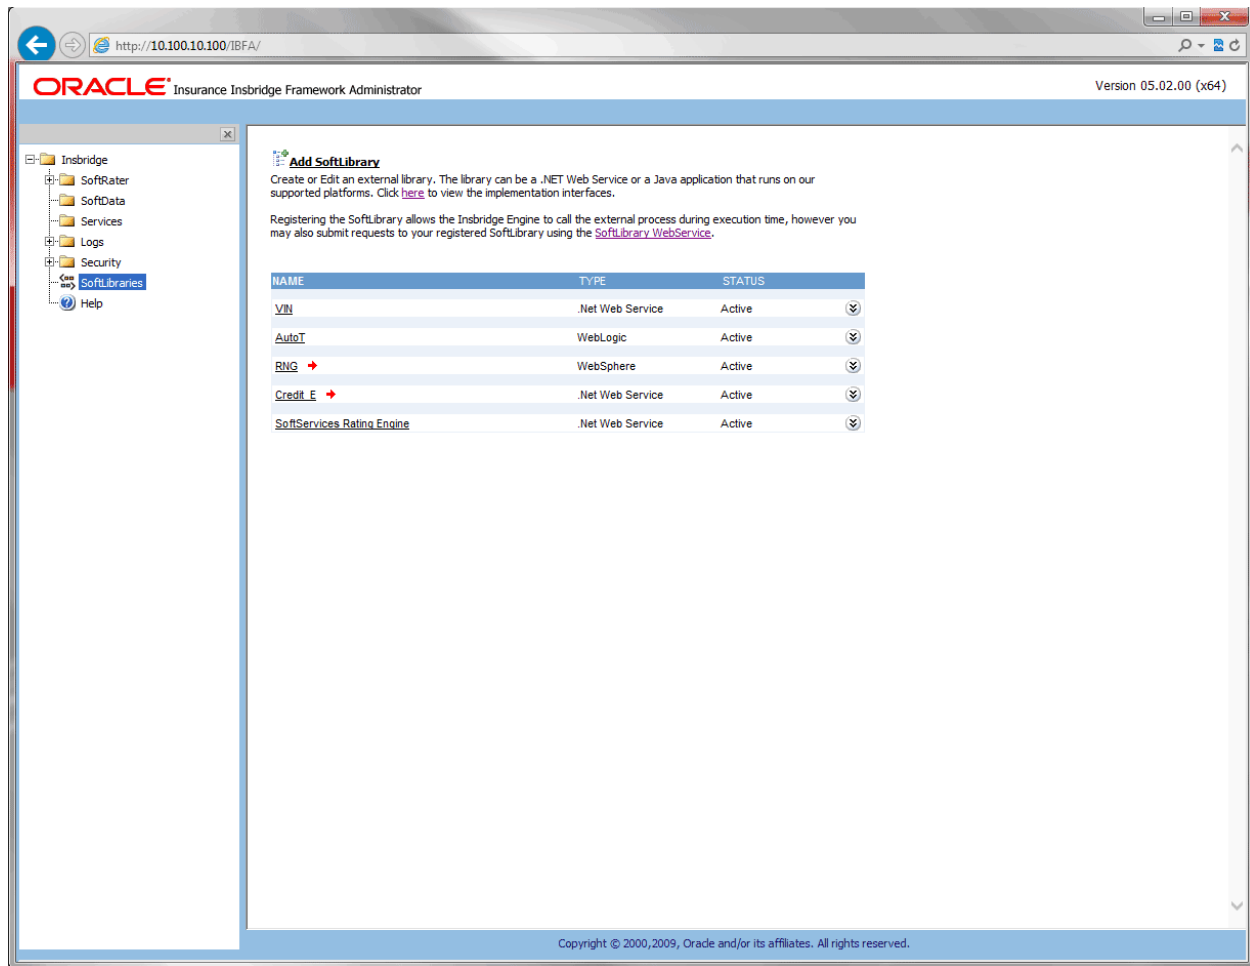 http://10.100.10.100/IBFA/
ORACLE Insurance Insbridge Framework Administrator
Version 05.02.00 (x64)
Insbridge
SoftRater
SoftData
Services
Logs
Security
SoftLibraries
Help
Add SoftLibrary
Create or Edit an external library. The library can be a .NET Web Service or a Java application that runs on our
supported platforms. Click here to view the implementation interfaces.
Registering the SoftLibrary allows the Insbridge Engine to call the external process during execution time, however you
may also submit requests to your registered SoftLibrary using the SoftLibrary WebService.
NAME TYPE STATUS
VIN .Net Web Service Active
AutoT WebLogic Active
RNG WebSphere Active
Credit_E .Net Web Service Active
SoftServices Rating Engine .Net Web Service Active
Copyright © 2000,2009, Oracle and/or its affiliates. All rights reserved.